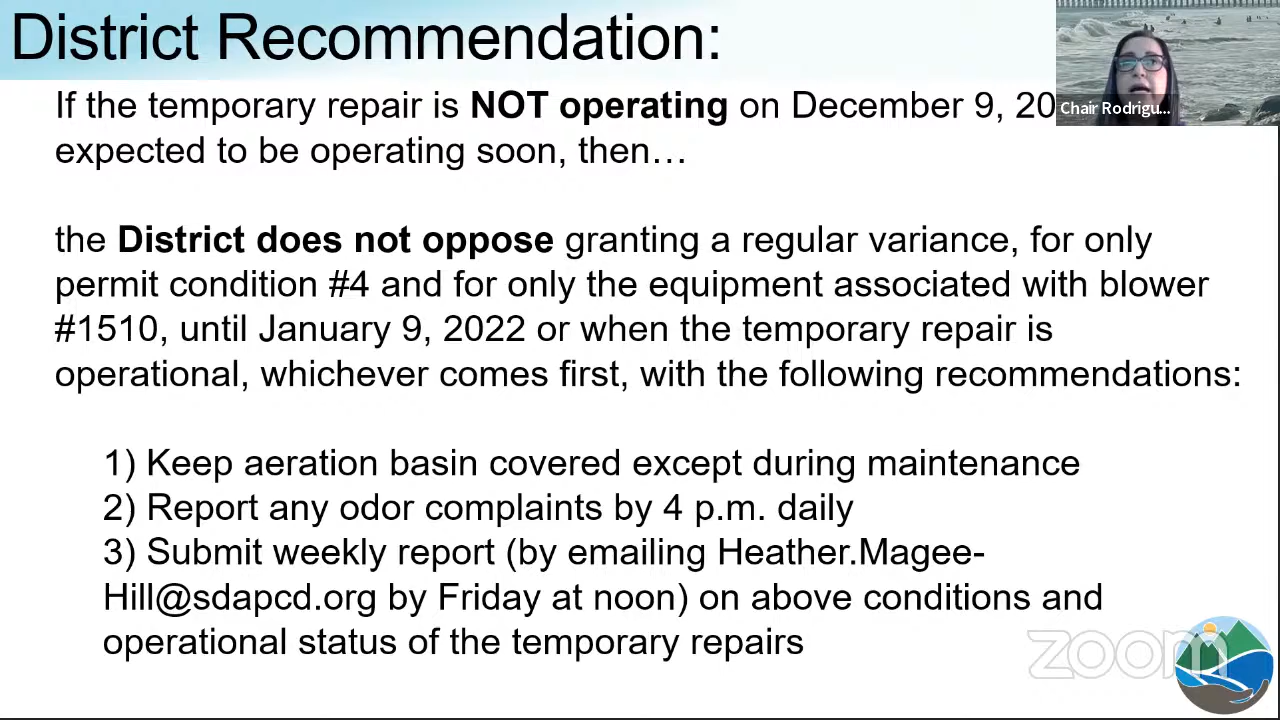 District Recommendation:
If the temporary repair is NOT operating on December 9, 20
Chair Rodrigu...
expected to be operating soon, then…
the District does not oppose granting a regular variance, for only
permit condition #4 and for only the equipment associated with blower
#1510, until January 9, 2022 or when the temporary repair is
operational, whichever comes first, with the following recommendations:
1) Keep aeration basin covered except during maintenance
2) Report any odor complaints by 4 p.m. daily
3) Submit weekly report (by emailing Heather.Magee-
Hill@sdapcd.org by Friday at noon) on above conditions and
operational status of the temporary repairs
zoom